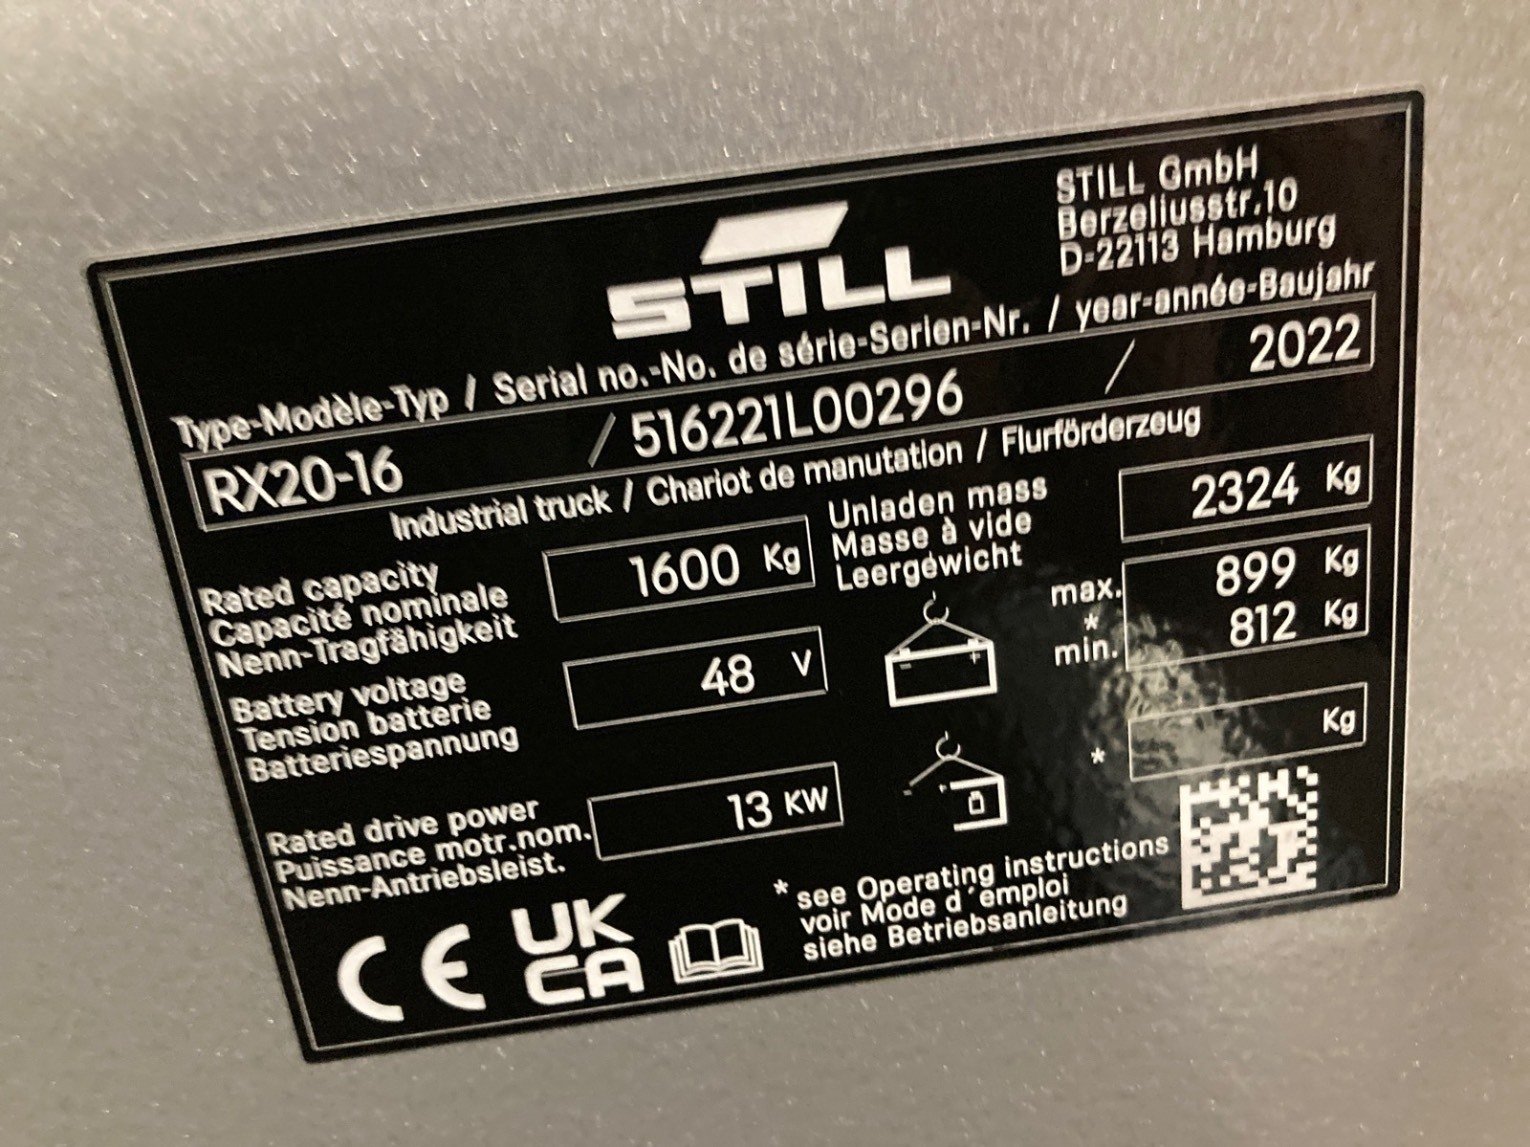 STILL GmbH
Berzeliusstr.10
D-22113 Hamburg
STILL
Type-Modèle-Typ / Serial no.-No. de série-Serien-Nr. / year-année-Baujahr
RX20-16 / 516221L00296 / 2022
Industrial truck / Chariot de manutation / Flurförderzeug
Rated capacity
Capacité nominale
Nenn-Tragfähigkeit
1600 Kg
Unladen mass
Masse à vide
Leergewicht
2324 Kg
Battery voltage
Tension batterie
Batteriespannung
48 V
max. 899 Kg
*
min. 812 Kg
Rated drive power
Puissance motr.nom.
Nenn-Antriebsleist.
13 KW
* Kg
CE
UK
CA
* see Operating instructions
voir Mode d´emploi
siehe Betriebsanleitung